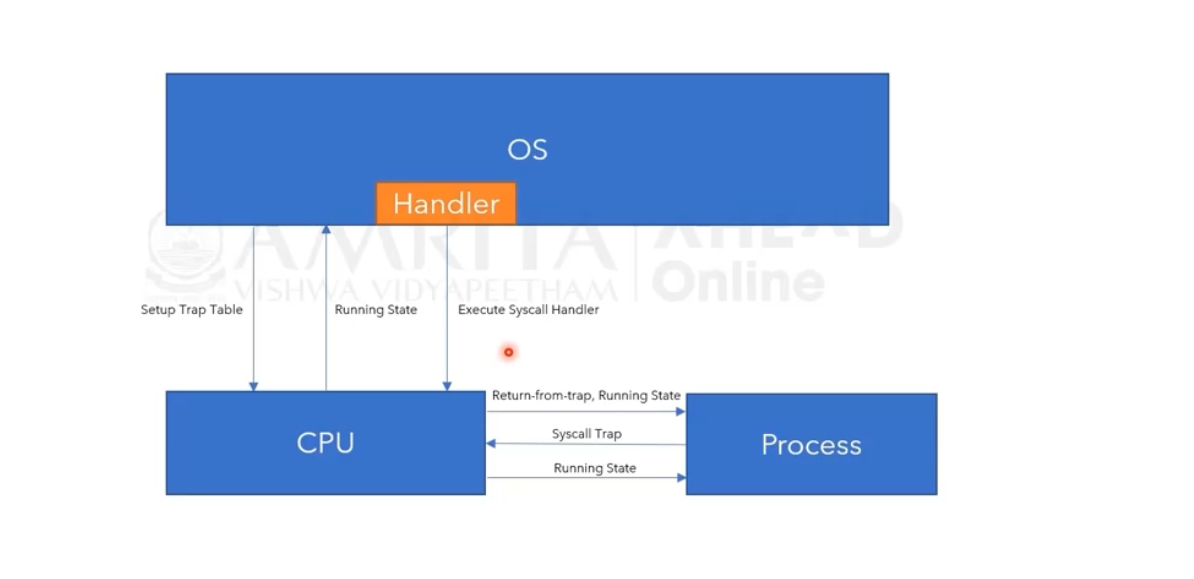 OS
Handler
AMRITA
VISHWA VIDYAPEETHAM
AHEAD
Online
Setup Trap Table
Running State
Execute Syscall Handler
Return-from-trap, Running State
CPU
Syscall Trap
Process
Running State